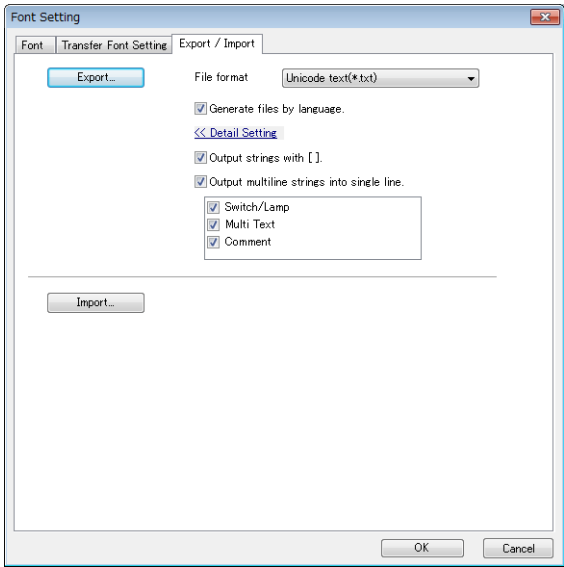 Font Setting
Font Transfer Font Setting Export / Import
Export... File format Unicode text(*.txt)
Generate files by language.
<< Detail Setting
Output strings with [ ].
Output multiline strings into single line.
Switch/Lamp
Multi Text
Comment
Import...
OK Cancel